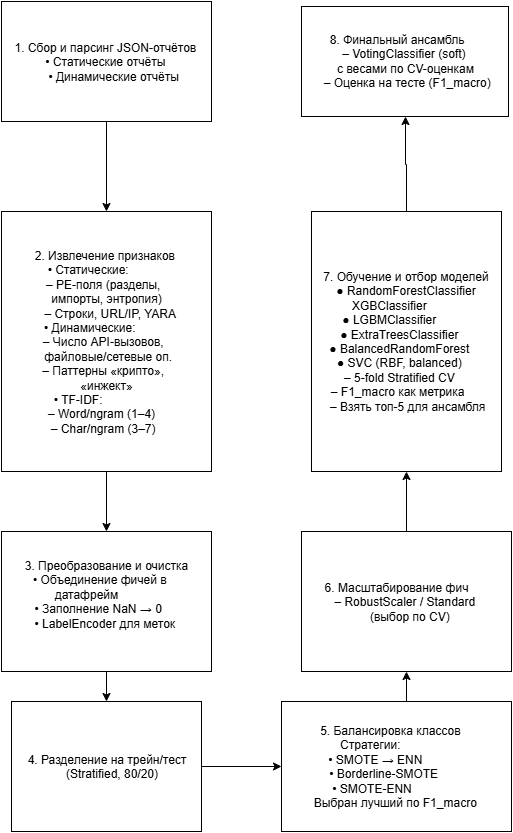 1. Сбор и парсинг JSON-отчётов
• Статические отчёты
• Динамические отчёты
2. Извлечение признаков
• Статические:
– PE-поля (разделы,
импорты, энтропия)
– Строки, URL/IP, YARA
• Динамические:
– Число API-вызовов,
файловые/сетевые оп.
– Паттерны «крипто»,
«инжект»
• TF-IDF:
– Word/ngram (1–4)
– Char/ngram (3–7)
3. Преобразование и очистка
• Объединение фичей в
датафрейм
• Заполнение NaN → 0
• LabelEncoder для меток
4. Разделение на трейн/тест
(Stratified, 80/20)
5. Балансировка классов
Стратегии:
• SMOTE → ENN
• Borderline-SMOTE
• SMOTE-ENN
Выбран лучший по F1_macro
6. Масштабирование фич
– RobustScaler / Standard
(выбор по CV)
7. Обучение и отбор моделей
● RandomForestClassifier
XGBClassifier
● LGBMClassifier
● ExtraTreesClassifier
● BalancedRandomForest
● SVC (RBF, balanced)
– 5-fold Stratified CV
– F1_macro как метрика
– Взять топ-5 для ансамбля
8. Финальный ансамбль
– VotingClassifier (soft)
с весами по CV-оценкам
– Оценка на тесте (F1_macro)